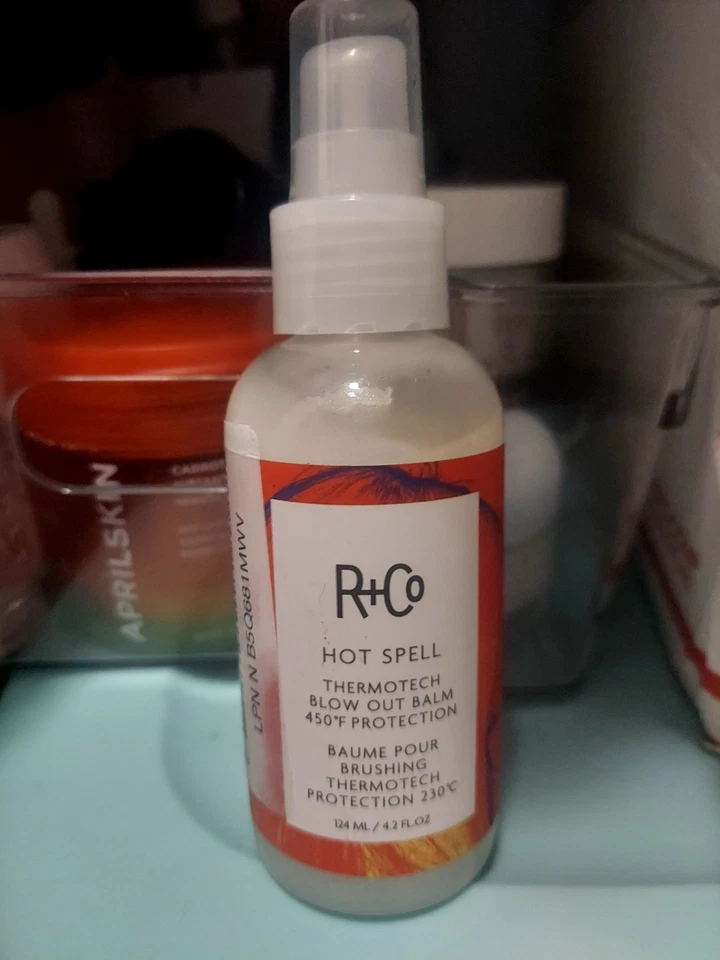 R+Co
HOT SPELL
THERMOTECH
BLOW OUT BALM
450°F PROTECTION
BAUME POUR
BRUSHING
THERMOTECH
PROTECTION 230°C
124 ML / 4.2 FL.OZ
LPN N B5Q681MWV
APRILSKIN